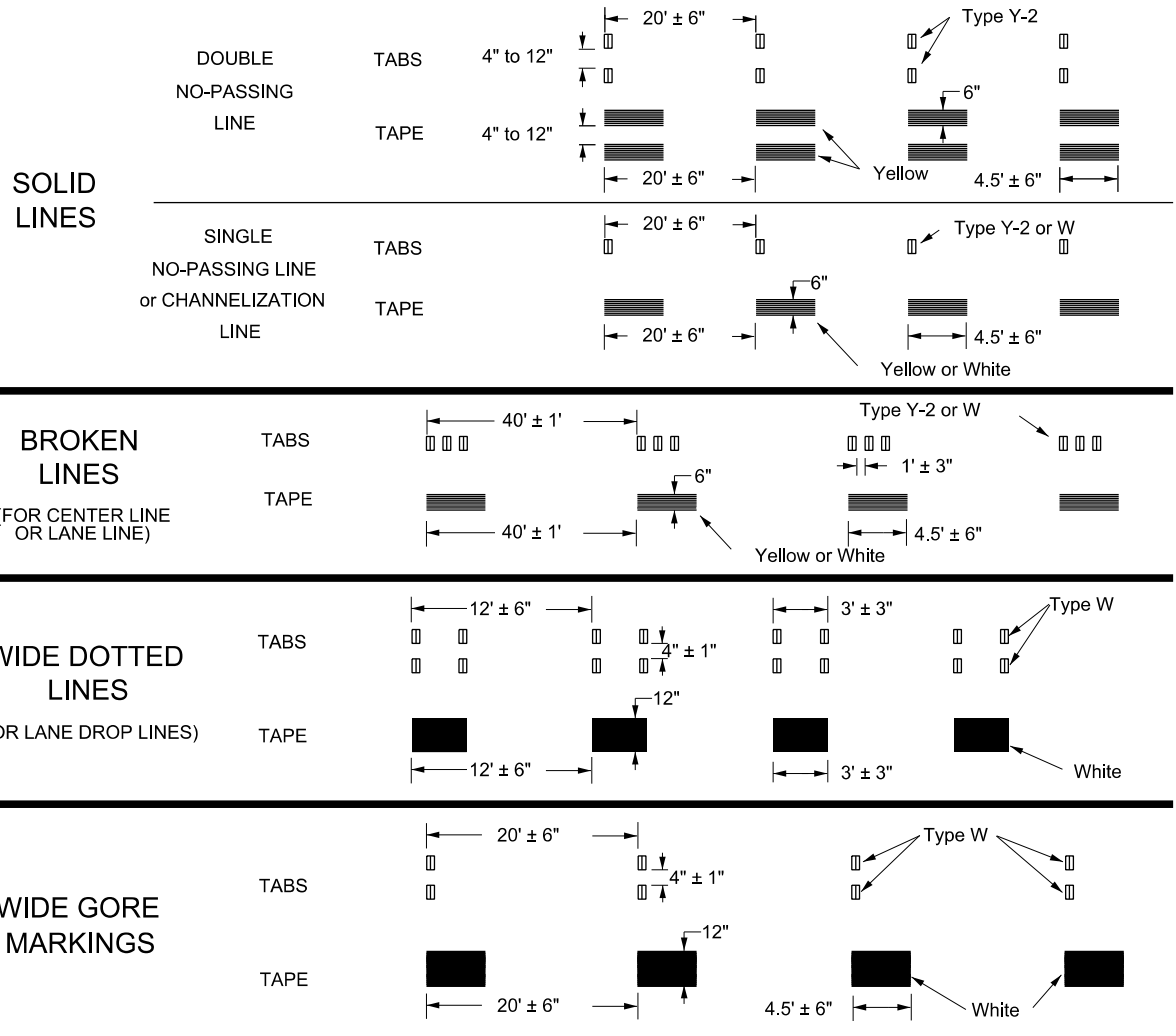 SOLID
LINES
DOUBLE
NO-PASSING
LINE
TABS
4" to 12"
20' ± 6"
Type Y-2
TAPE
4" to 12"
6"
Yellow
20' ± 6"
4.5' ± 6"
SINGLE
NO-PASSING LINE
or CHANNELIZATION
LINE
TABS
20' ± 6"
Type Y-2 or W
TAPE
6"
20' ± 6"
4.5' ± 6"
Yellow or White
BROKEN
LINES
(FOR CENTER LINE
OR LANE LINE)
TABS
40' ± 1'
Type Y-2 or W
1' ± 3"
TAPE
6"
40' ± 1'
4.5' ± 6"
Yellow or White
WIDE DOTTED
LINES
OR LANE DROP LINES)
TABS
12' ± 6"
3' ± 3"
Type W
4" ± 1"
TAPE
12"
12' ± 6"
3' ± 3"
White
WIDE GORE
MARKINGS
TABS
20' ± 6"
Type W
4" ± 1"
TAPE
12"
20' ± 6"
4.5' ± 6"
White